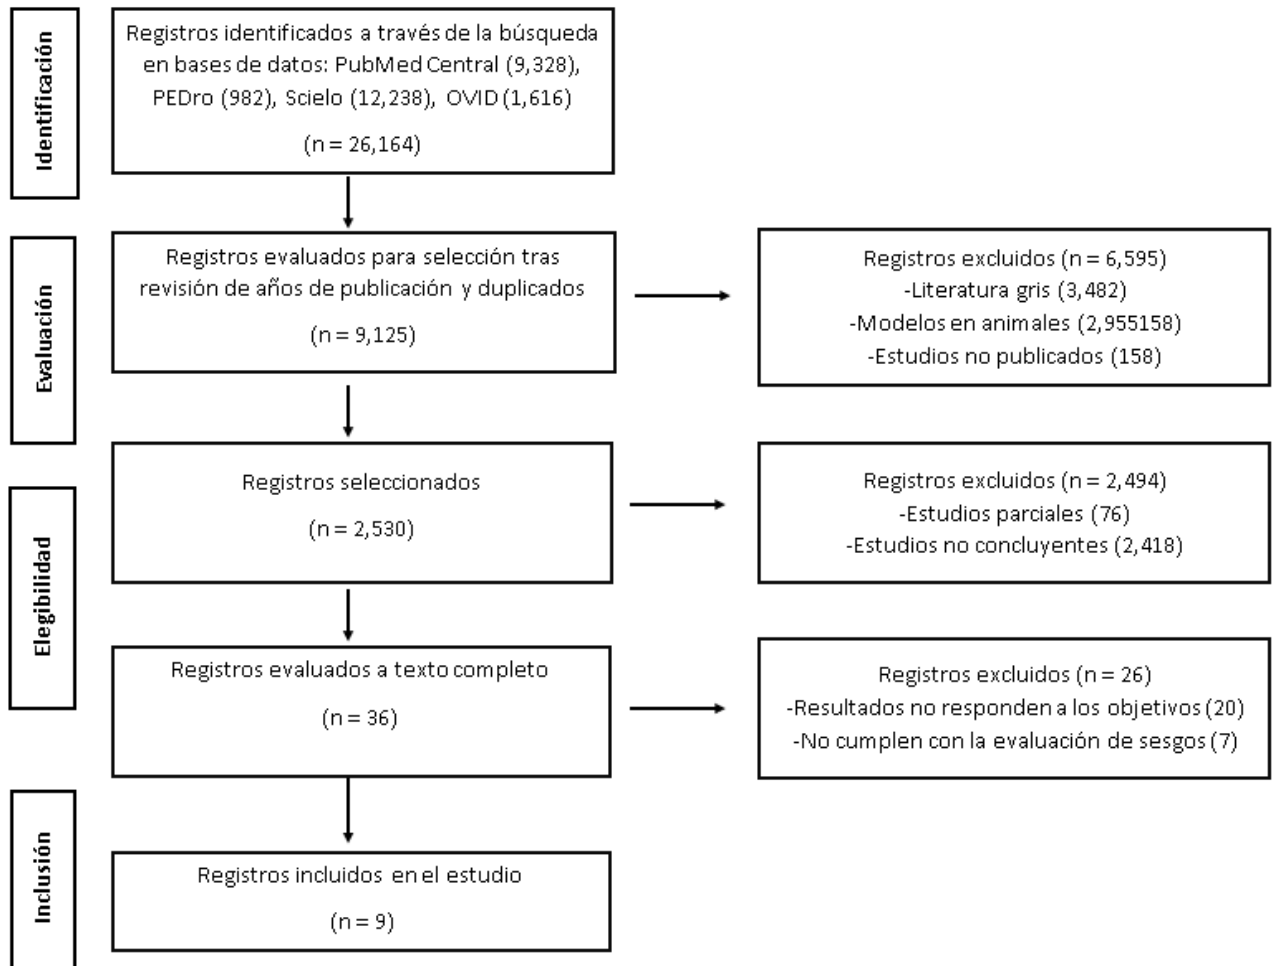 Identificación
Registros identificados a través de la búsqueda
en bases de datos: PubMed Central (9,328),
PEDro (982), Scielo (12,238), OVID (1,616)
(n = 26,164)
Evaluación
Registros evaluados para selección tras
revisión de años de publicación y duplicados
(n = 9,125)
Registros excluidos (n = 6,595)
-Literatura gris (3,482)
-Modelos en animales (2,955158)
-Estudios no publicados (158)
Elegibilidad
Registros seleccionados
(n = 2,530)
Registros excluidos (n = 2,494)
-Estudios parciales (76)
-Estudios no concluyentes (2,418)
Registros evaluados a texto completo
(n = 36)
Registros excluidos (n = 26)
-Resultados no responden a los objetivos (20)
-No cumplen con la evaluación de sesgos (7)
Inclusión
Registros incluidos en el estudio
(n = 9)